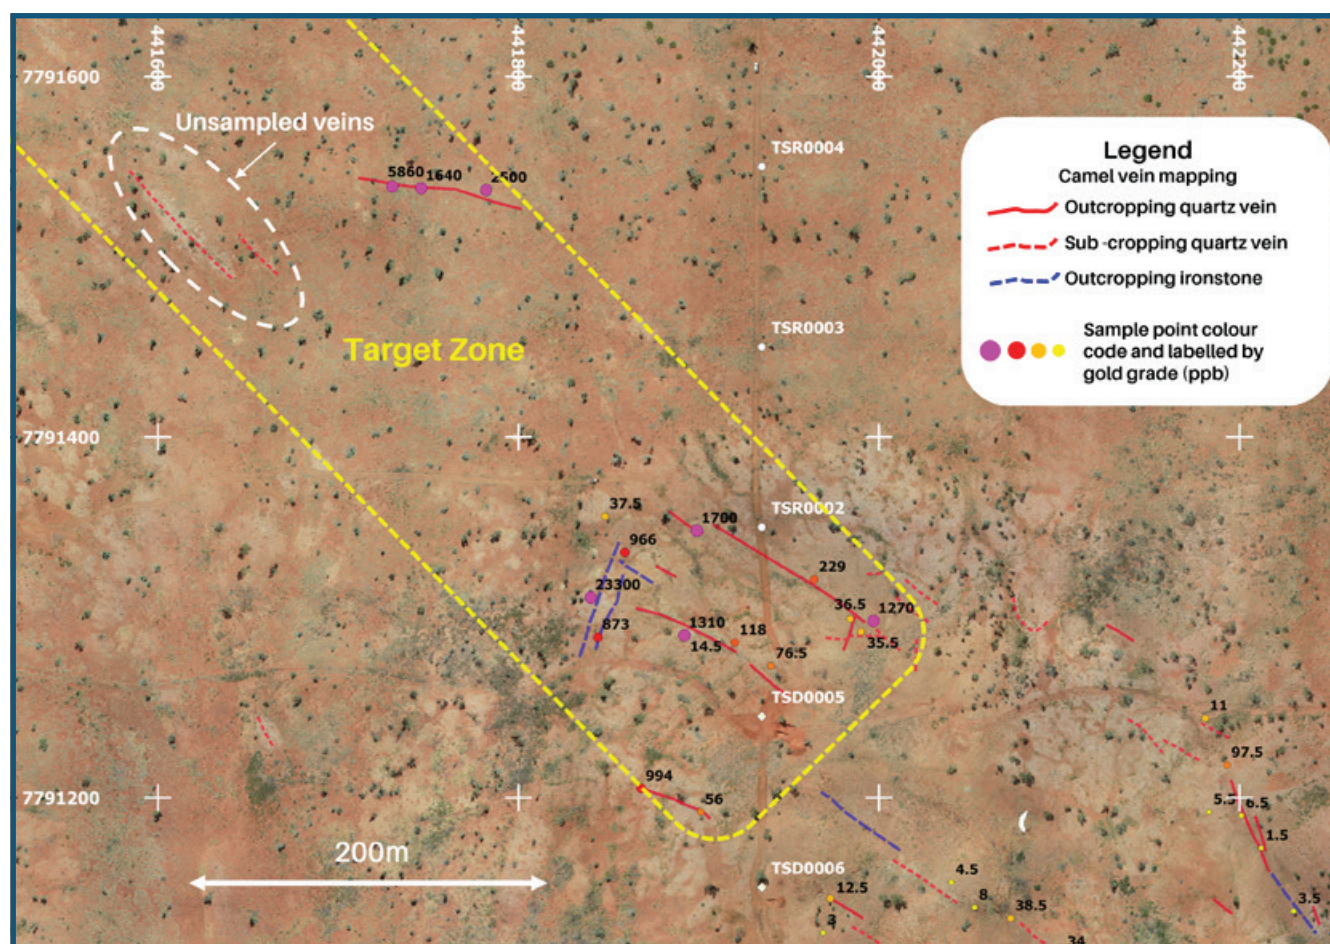 441600
441800
442000
442200
7791600
Unsampled veins
5860
1640
2500
TSR0004
Legend
Camel vein mapping
Outcropping quartz vein
Sub -cropping quartz vein
Outcropping ironstone
Sample point colour
code and labelled by
gold grade (ppb)
TSR0003
Target Zone
7791400
37.5
1700
TSR0002
966
229
23300
36.5
1270
873
1310
118
14.5
35.5
76.5
TSD0005
11
97.5
994
56
7791200
5.5
6.5
1.5
200m
TSD0006
4.5
12.5
8
38.5
3.5
3
34